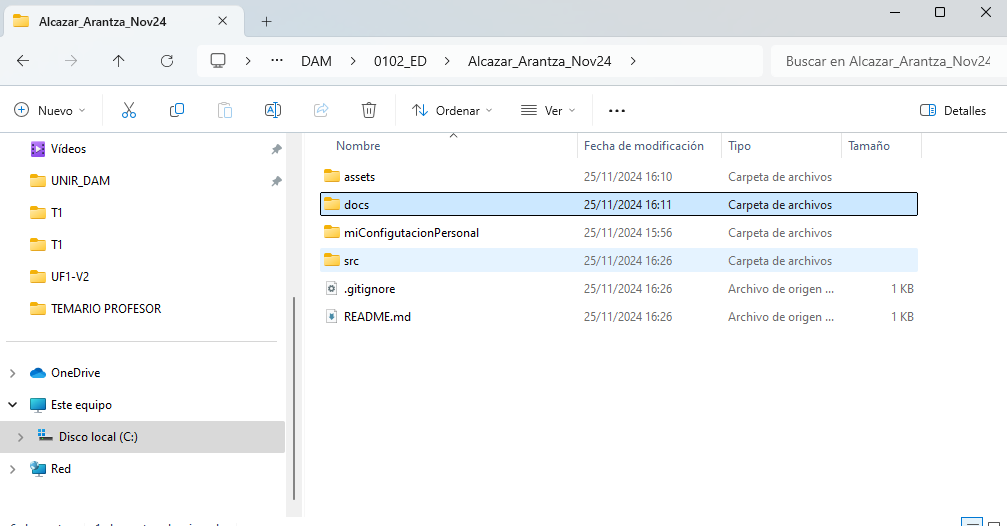 Alcazar_Arantza_Nov24
DAM 0102_ED Alcazar_Arantza_Nov24 Buscar en Alcazar_Arantza_Nov24
Nuevo Ordenar Ver Detalles
Vídeos
UNIR_DAM
T1
T1
UF1-V2
TEMARIO PROFESOR
OneDrive
Este equipo
Disco local (C:)
Red
Nombre Fecha de modificación Tipo Tamaño
assets 25/11/2024 16:10 Carpeta de archivos
docs 25/11/2024 16:11 Carpeta de archivos
miConfigutacionPersonal 25/11/2024 15:56 Carpeta de archivos
src 25/11/2024 16:26 Carpeta de archivos
.gitignore 25/11/2024 16:26 Archivo de origen ... 1 KB
README.md 25/11/2024 16:26 Archivo de origen ... 1 KB